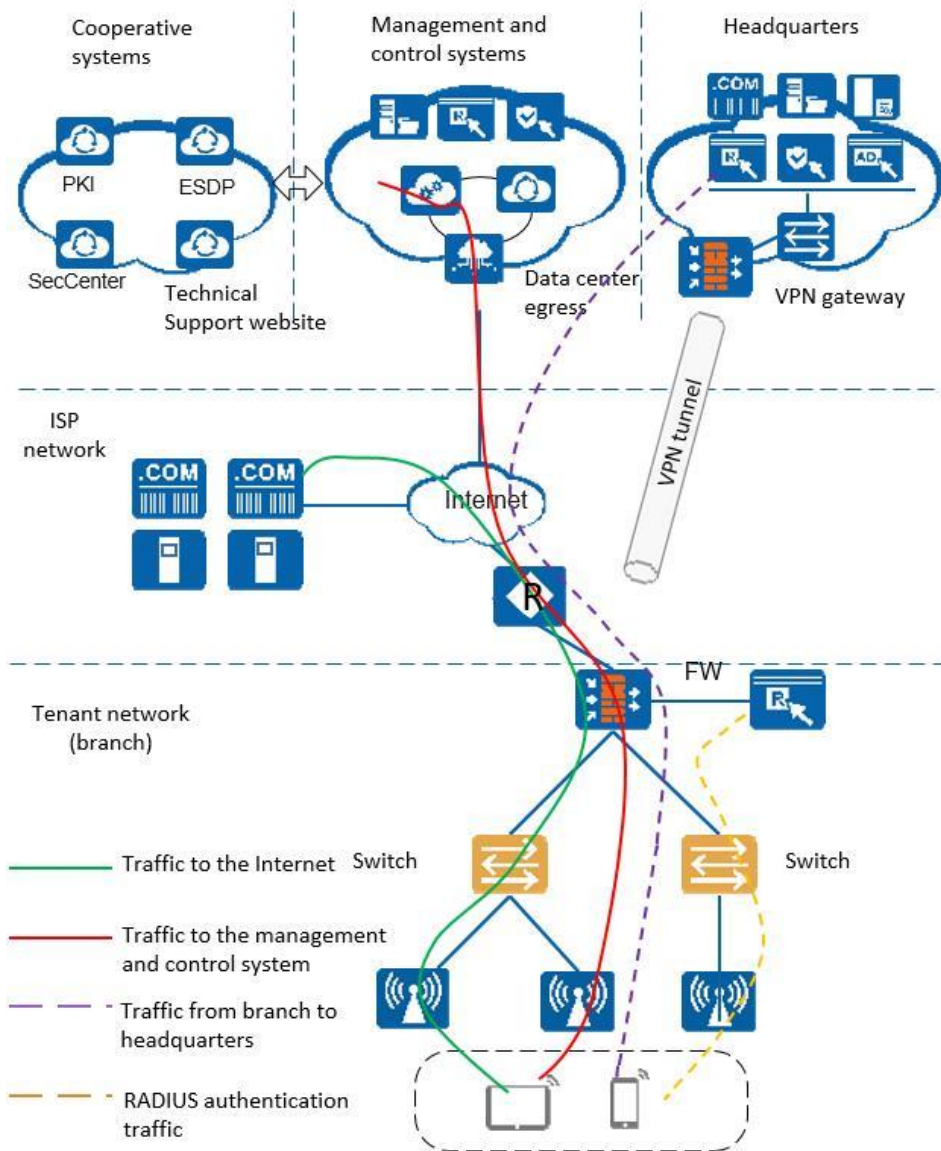 Cooperative
systems
Management and
control systems
Headquarters
.COM
R
R
AD
PKI
ESDP
SecCenter
Technical
Support website
Data center
egress
VPN gateway
VPN tunnel
ISP
network
.COM
.COM
Internet
R
FW
R
Tenant network
(branch)
Switch
Switch
Traffic to the Internet
Traffic to the management
and control system
Traffic from branch to
headquarters
RADIUS authentication
traffic